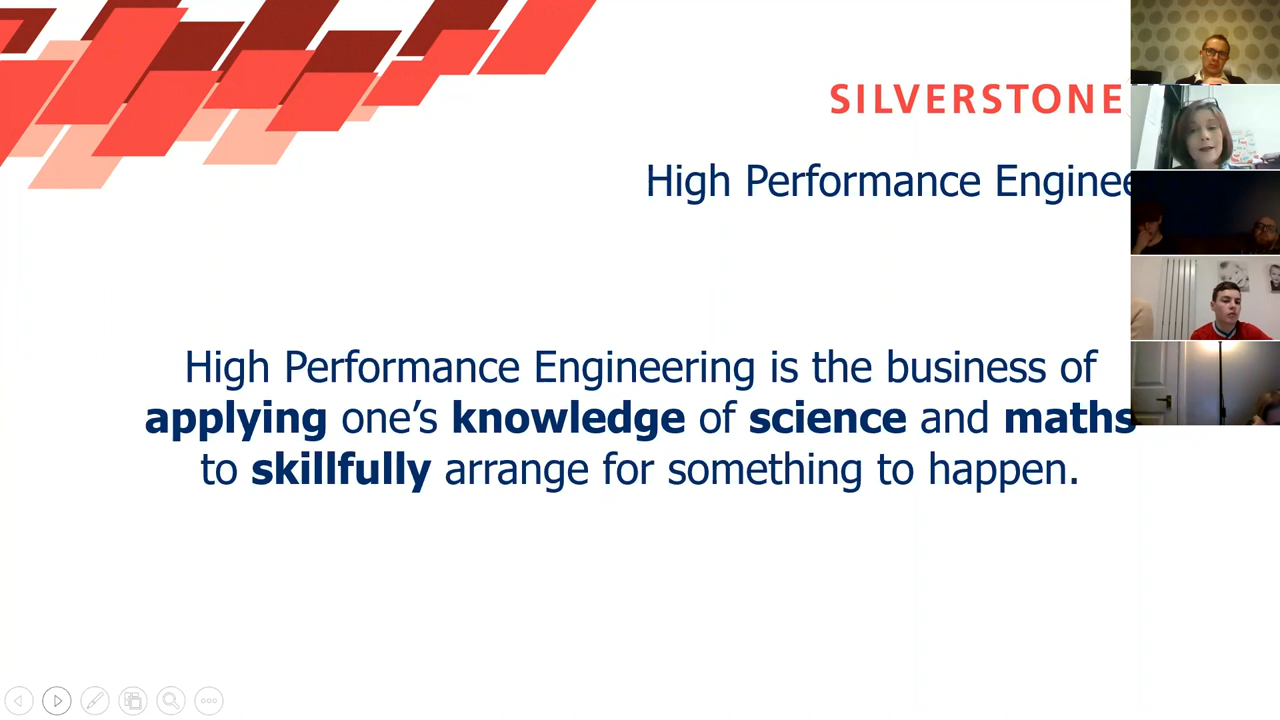 SILVERSTONE
High Performance Enginee
High Performance Engineering is the business of
applying one’s knowledge of science and maths
to skillfully arrange for something to happen.